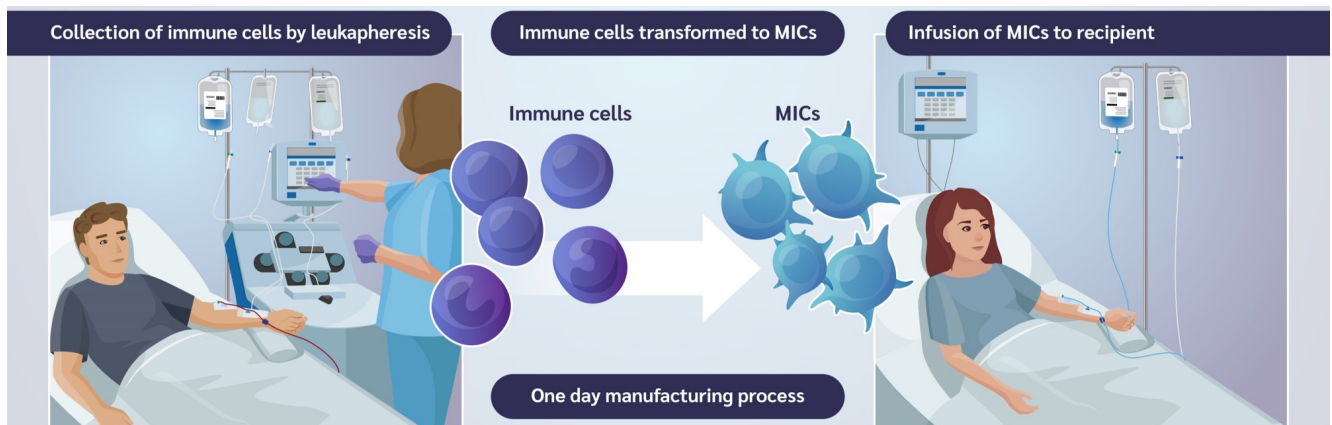 Collection of immune cells by leukapheresis
Immune cells transformed to MICs
Infusion of MICs to recipient
Immune cells
MICs
One day manufacturing process